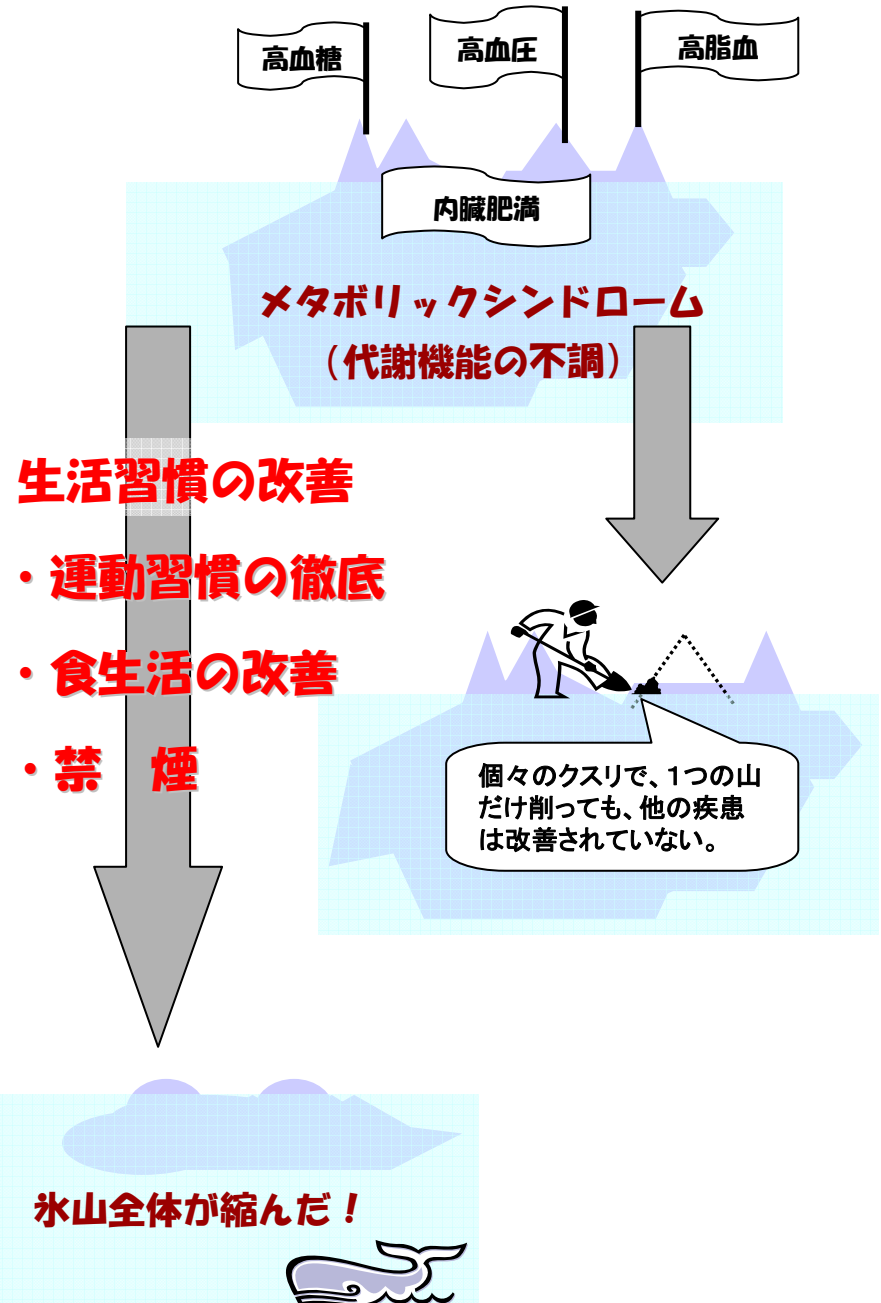 高血糖
高血圧
高脂血
内臓肥満
メタボリックシンドローム
（代謝機能の不調）
生活習慣の改善
・運動習慣の徹底
・食生活の改善
・禁　煙
個々のクスリで、1つの山
だけ削っても、他の疾患
は改善されていない。
氷山全体が縮んだ！